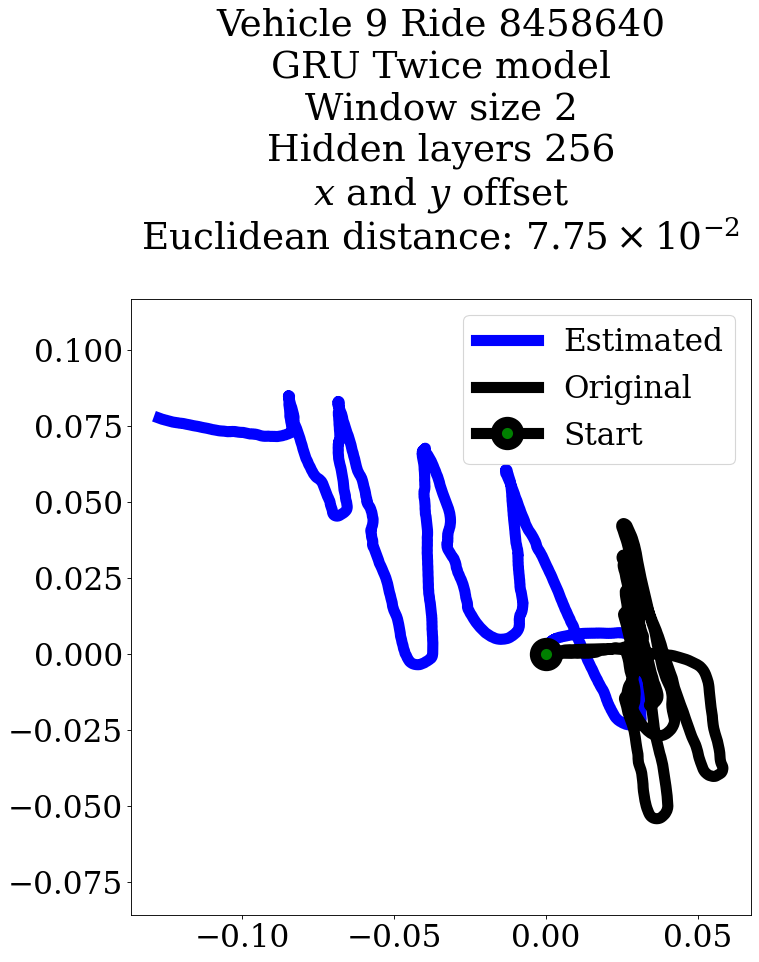 Vehicle 9 Ride 8458640
GRU Twice model
Window size 2
Hidden layers 256
x and y offset
Euclidean distance: 7.75 × 10⁻²
Estimated
Original
Start
0.100
0.075
0.050
0.025
0.000
−0.025
−0.050
−0.075
−0.10 −0.05 0.00 0.05